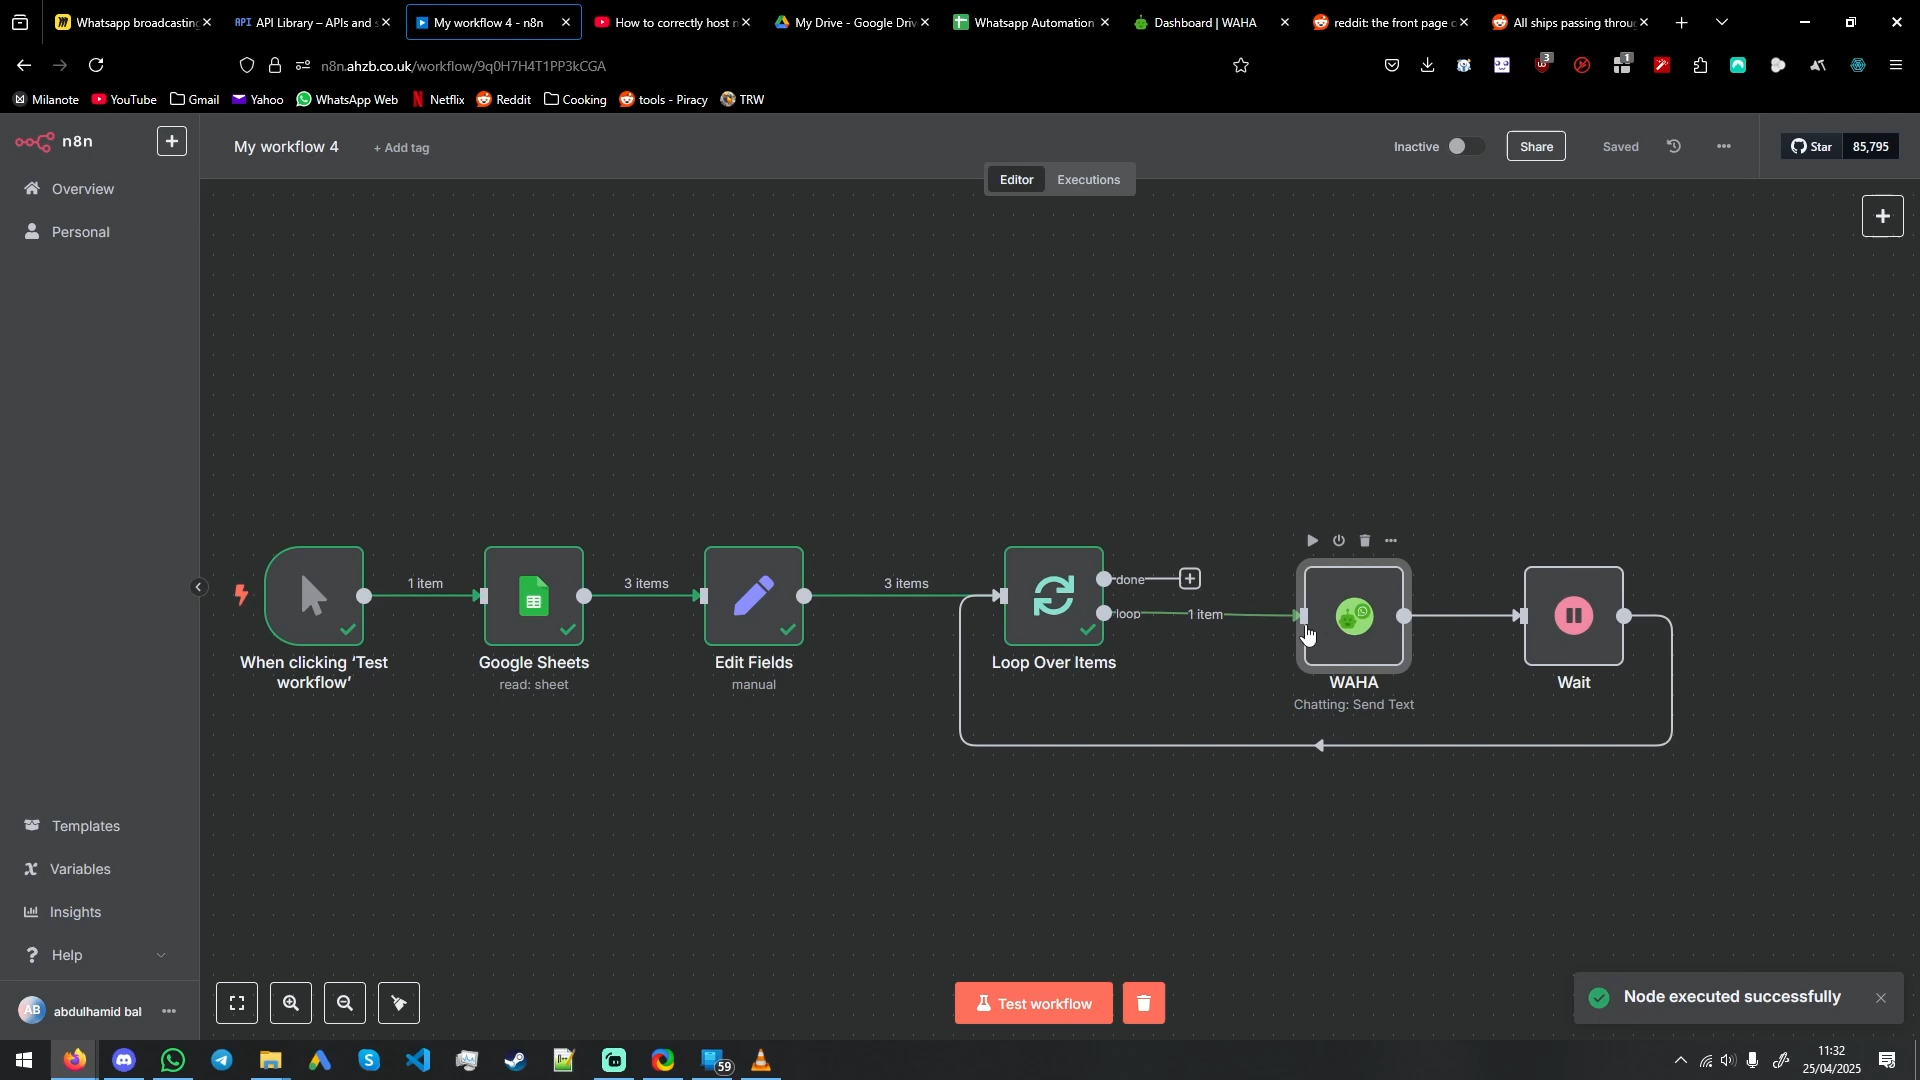 Whatsapp broadcasting
API API Library – APIs and s
My workflow 4 - n8n
How to correctly host n
My Drive - Google Driv
Whatsapp Automation
Dashboard | WAHA
reddit: the front page o
All ships passing throu
n8n.ahzb.co.uk/workflow/9q0H7H4T1PP3kCGA
3
1
Milanote
YouTube
Gmail
Yahoo
WhatsApp Web
Netflix
Reddit
Cooking
tools - Piracy
TRW
n8n
My workflow 4
+ Add tag
Inactive
Share
Saved
Star
85,795
Editor
Executions
Overview
Personal
1 item
3 items
3 items
done
loop
1 item
When clicking ‘Test
workflow’
Google Sheets
read: sheet
Edit Fields
manual
Loop Over Items
WAHA
Chatting: Send Text
Wait
Templates
Variables
Insights
Help
AB
abdulhamid bal
Test workflow
Node executed successfully
59
11:32
25/04/2025